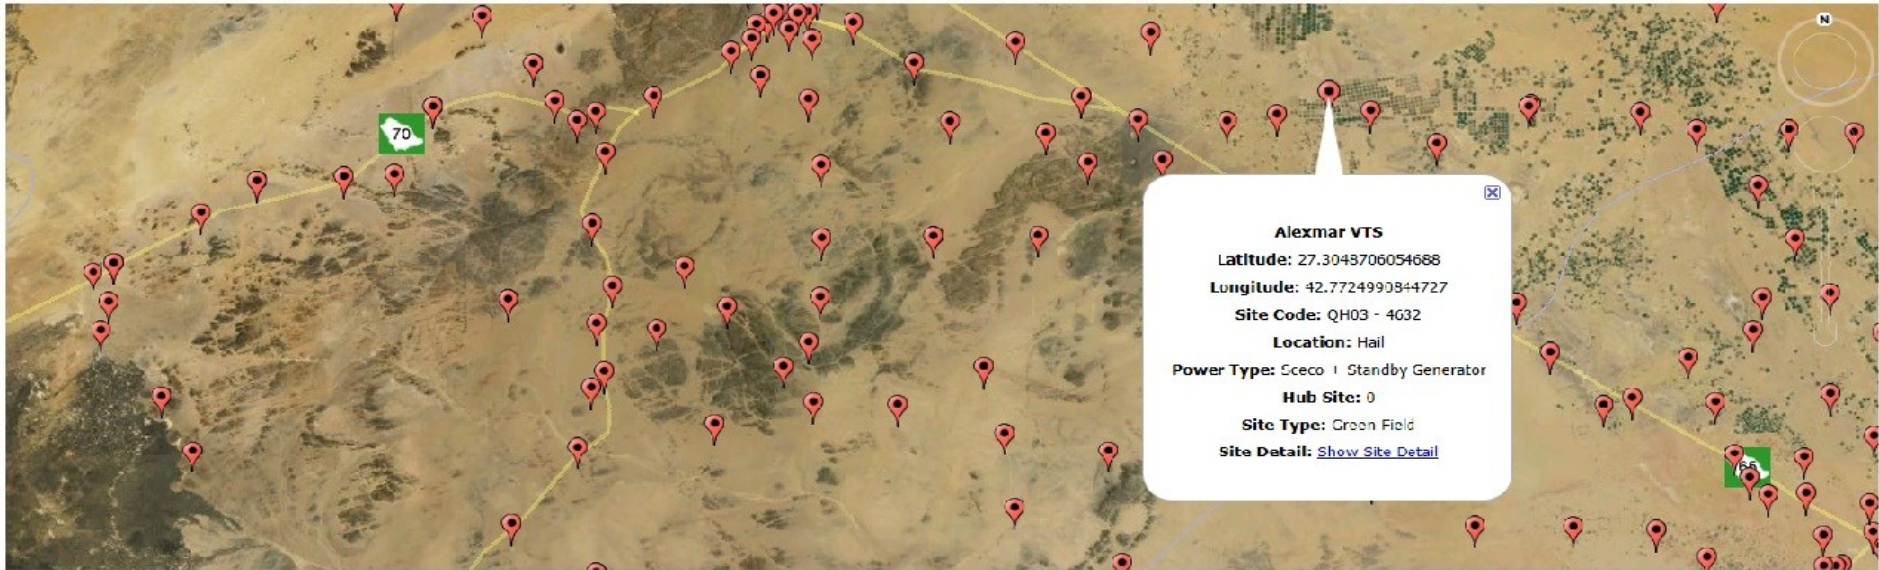 N
70
Alexmar VTS
Latitude: 27.3048706054688
Longitude: 42.7724990844727
Site Code: QH03 - 4632
Location: Hail
Power Type: Sceco + Standby Generator
Hub Site: 0
Site Type: Green Field
Site Detail: Show Site Detail
65